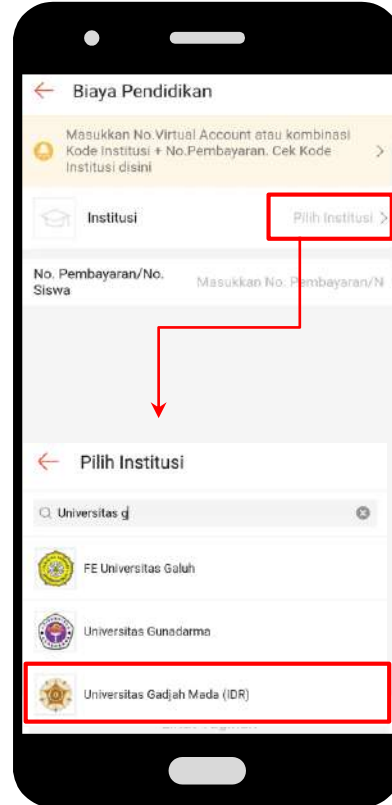 Biaya Pendidikan
Masukkan No.Virtual Account atau kombinasi
Kode Institusi + No.Pembayaran. Cek Kode
Institusi disini
Institusi
Pilih Institusi
No. Pembayaran/No.
Siswa
Masukkan No. Pembayaran/N
Pilih Institusi
Universitas g
FE Universitas Galuh
Universitas Gunadarma
Universitas Gadjah Mada (IDR)